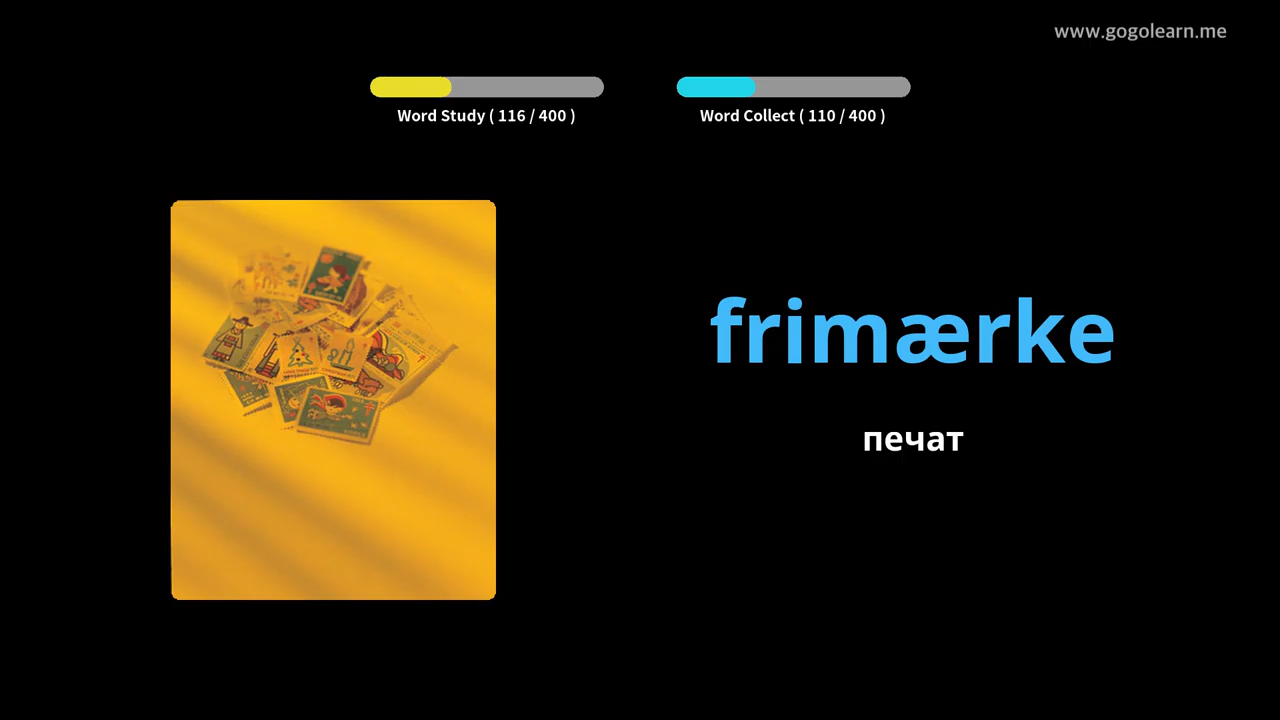 www.gogolearn.me
Word Study ( 116 / 400 )
Word Collect ( 110 / 400 )
frimærke
печат